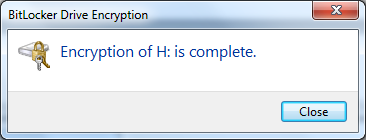 BitLocker Drive Encryption
Encryption of H: is complete.
Close